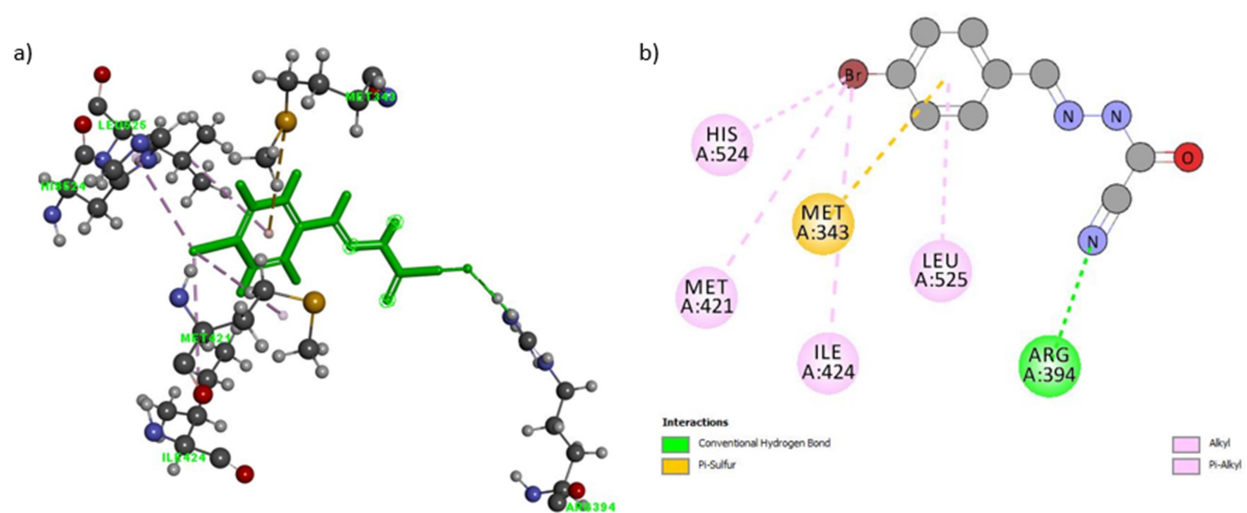 a)
MET343
LEU525
HIS524
MET421
ILE424
ARG394
b)
Br
N
N
O
N
HIS
A:524
MET
A:343
LEU
A:525
MET
A:421
ILE
A:424
ARG
A:394
Interactions
Conventional Hydrogen Bond
Pi-Sulfur
Alkyl
Pi-Alkyl